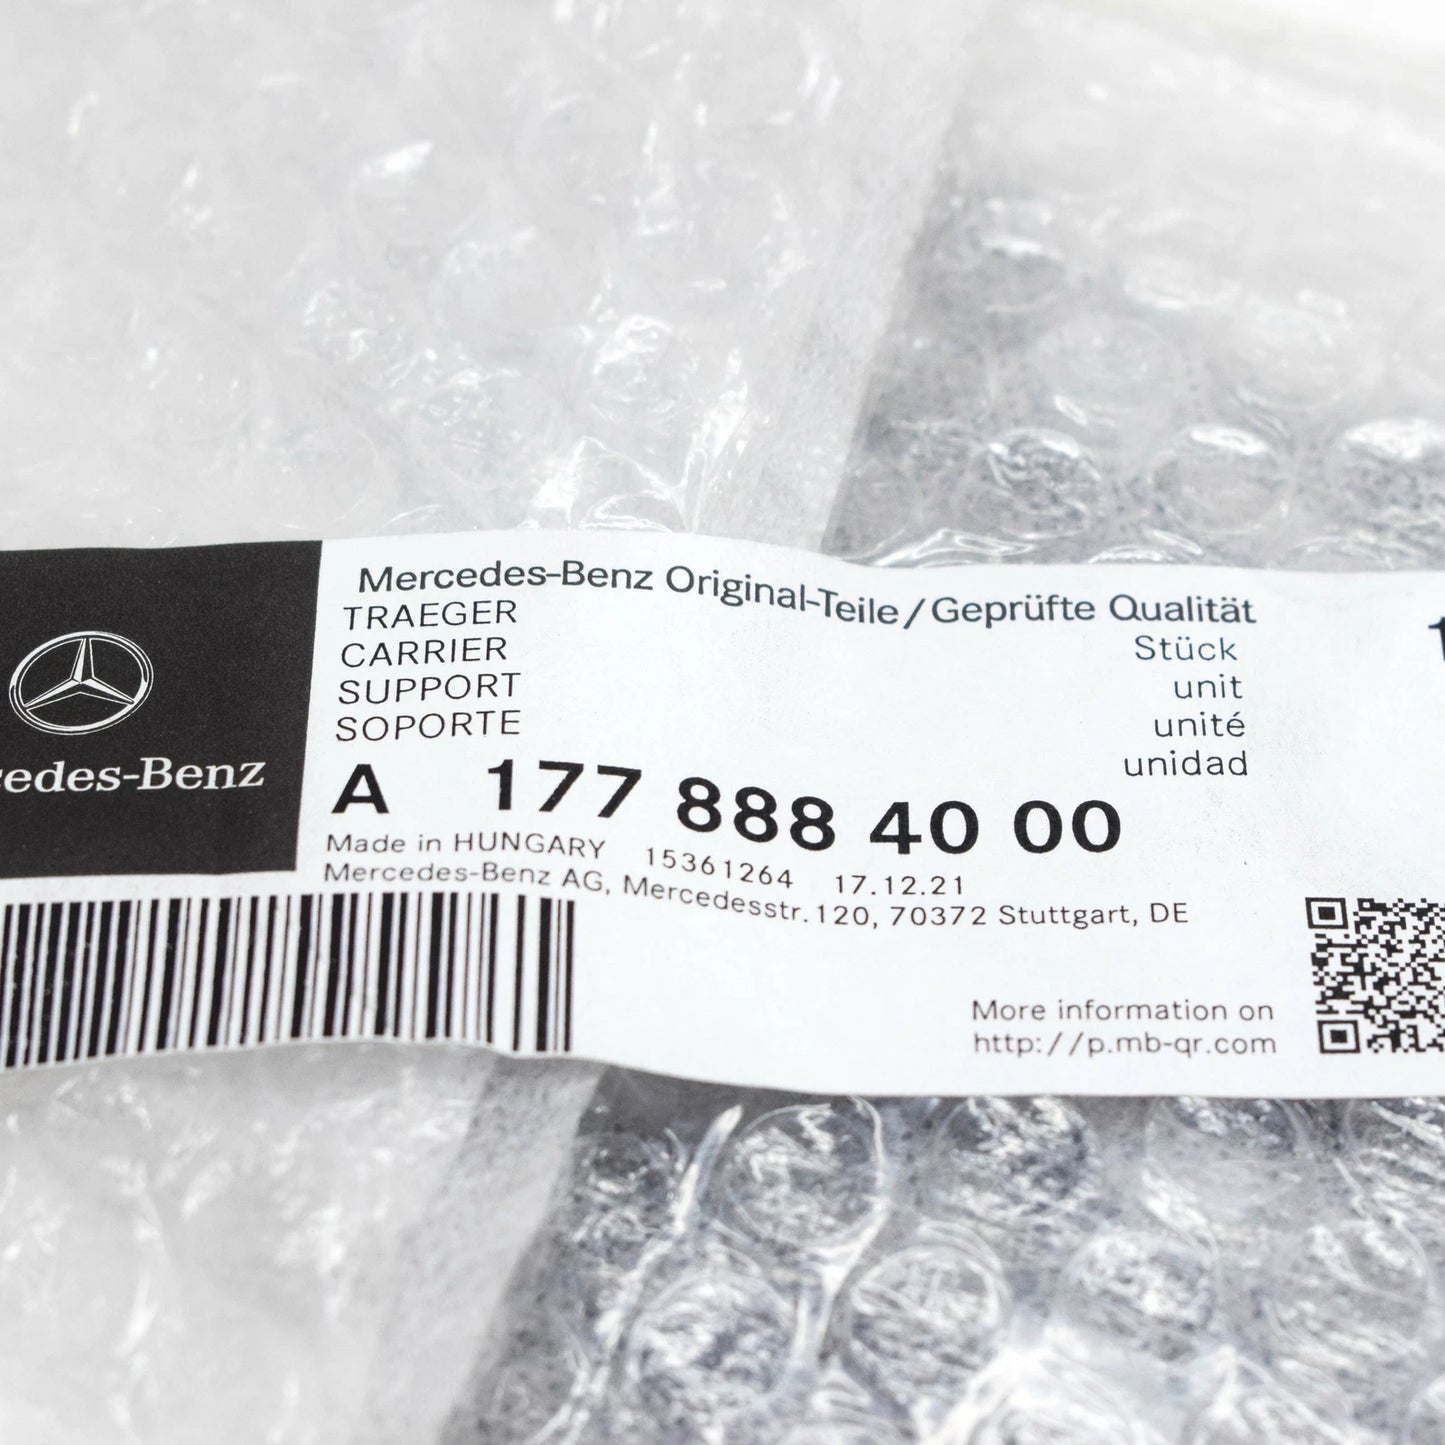 Mercedes-Benz Original-Teile/Geprüfte Qualität
TRAEGER
CARRIER
SUPPORT
SOPORTE
Stück
unit
unité
unidad
edes-Benz
A 177 888 40 00
Made in HUNGARY 15361264 17.12.21
Mercedes-Benz AG, Mercedesstr.120, 70372 Stuttgart, DE
More information on
http://p.mb-qr.com